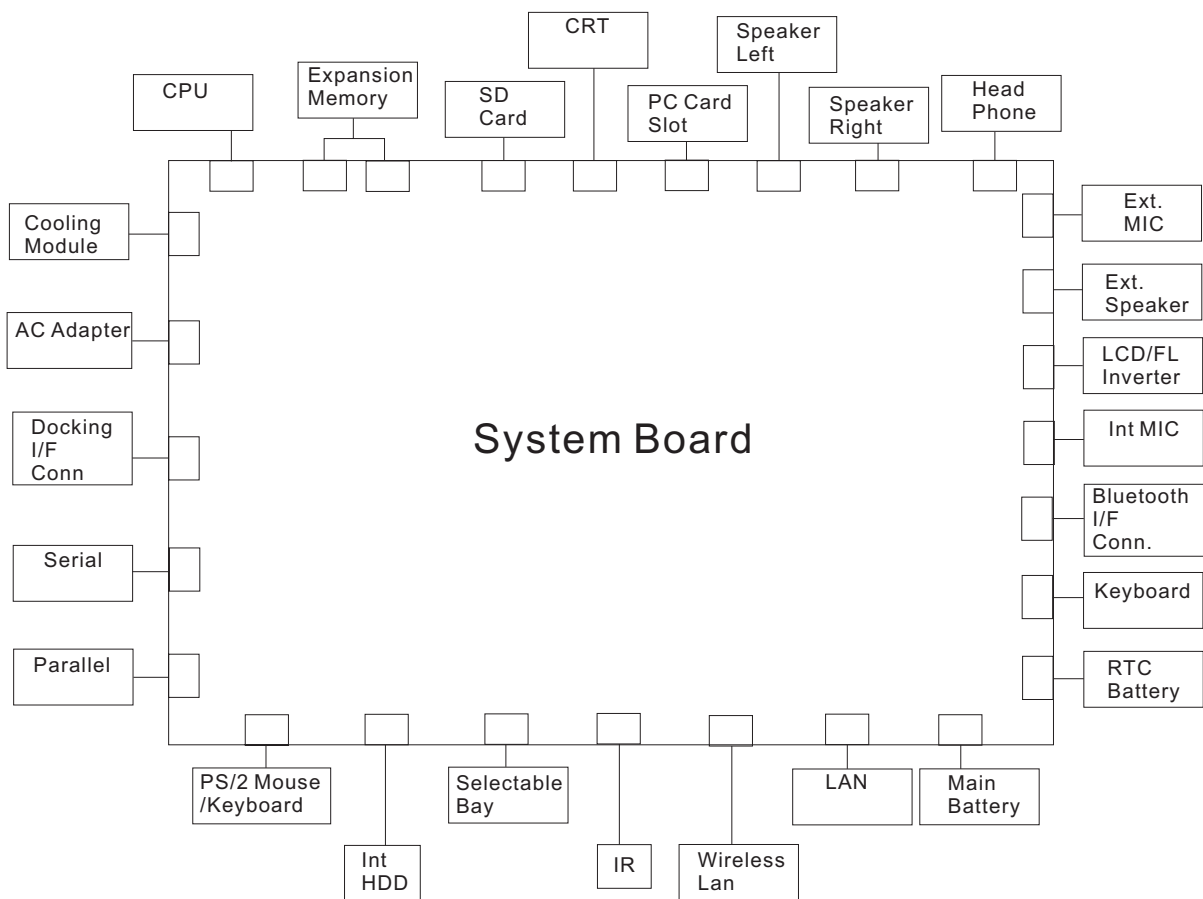 CRT
Speaker
Left
CPU
Expansion
Memory
SD
Card
PC Card
Slot
Speaker
Right
Head
Phone
Cooling
Module
AC Adapter
Docking
I/F
Conn
Serial
Parallel
System Board
Ext.
MIC
Ext.
Speaker
LCD/FL
Inverter
Int MIC
Bluetooth
I/F
Conn.
Keyboard
RTC
Battery
PS/2 Mouse
/Keyboard
Int
HDD
Selectable
Bay
IR
Wireless
Lan
LAN
Main
Battery